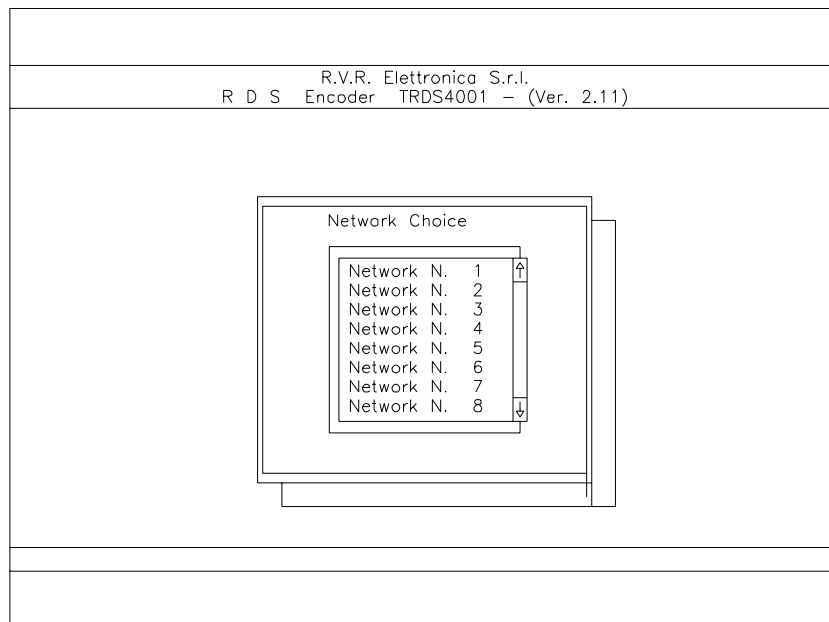 R.V.R. Elettronica S.r.l.
R D S Encoder TRDS4001 - (Ver. 2.11)
Network Choice
Network N. 1
Network N. 2
Network N. 3
Network N. 4
Network N. 5
Network N. 6
Network N. 7
Network N. 8